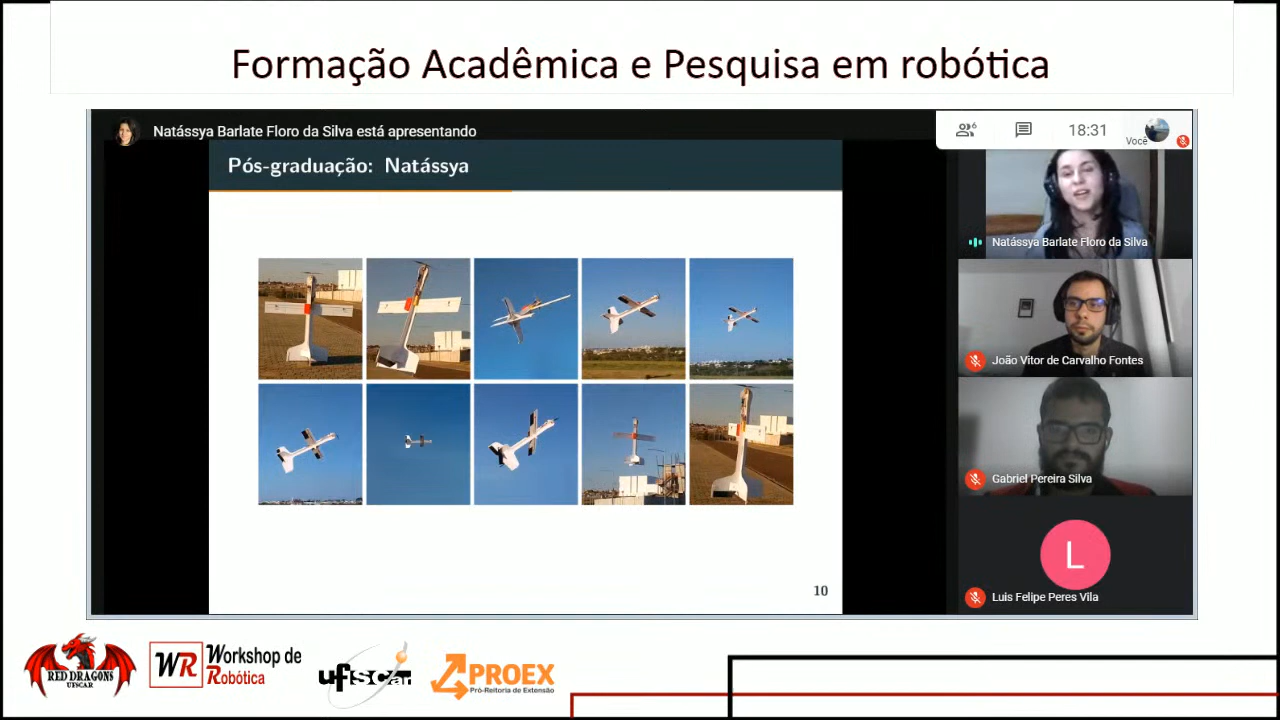 Formação Acadêmica e Pesquisa em robótica
Natássya Barlate Floro da Silva está apresentando
6
18:31
Você
Pós-graduação: Natássya
Natássya Barlate Floro da Silva
João Vitor de Carvalho Fontes
Gabriel Pereira Silva
L
Luis Felipe Peres Vila
10
RED DRAGONS
UFSCAR
WR
Workshop de
Robótica
ufscar
PROEX
Pró-Reitoria de Extensão